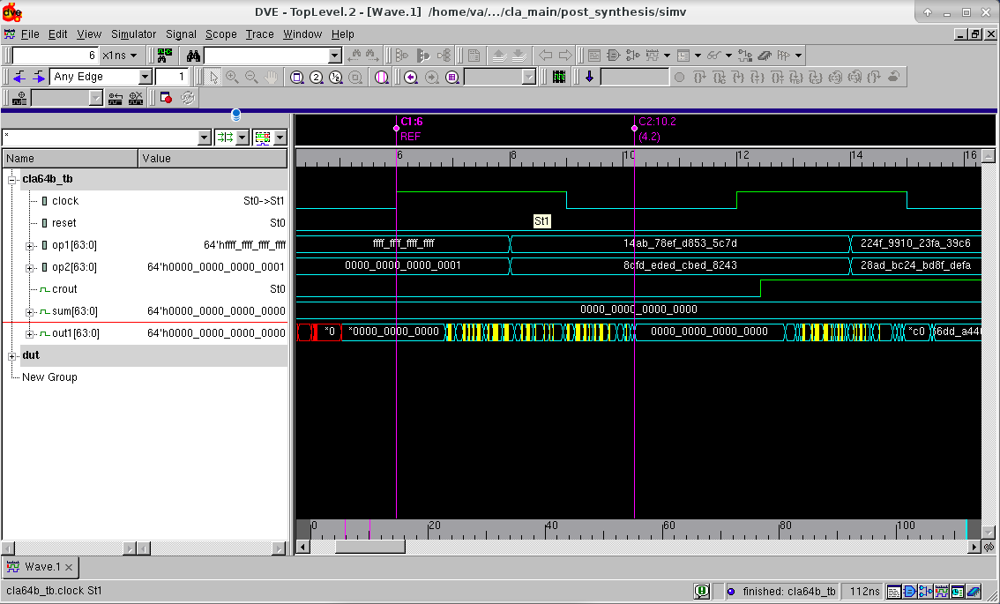 DVE - TopLevel.2 - [Wave.1] /home/va/.../cla_main/post_synthesis/simv
File Edit View Simulator Signal Scope Trace Window Help
6 x1ns
Any Edge 1
C1:6 C2:10.2
REF (4.2)
*
Name Value
6 8 10 12 14 16
cla64b_tb
clock St0->St1
reset St0
St1
op1[63:0] 64'hffff_ffff_ffff_ffff ffff_ffff_ffff_ffff 14ab_78ef_d853_5c7d 224f_9910_23fa_39c6
op2[63:0] 64'h0000_0000_0000_0001 0000_0000_0000_0001 8dfd_eded_cbed_8243 28ad_bc24_bd8f_defa
crout St0
sum[63:0] 64'h0000_0000_0000_0000 0000_0000_0000_0000
out1[63:0] 64'h0000_0000_0000_0000 *0 *0000_0000_0000 0000_0000_0000_0000 *c0
dut
New Group
0 20 40 60 80 100
Wave.1
cla64b_tb.clock St1 finished: cla64b_tb 112ns